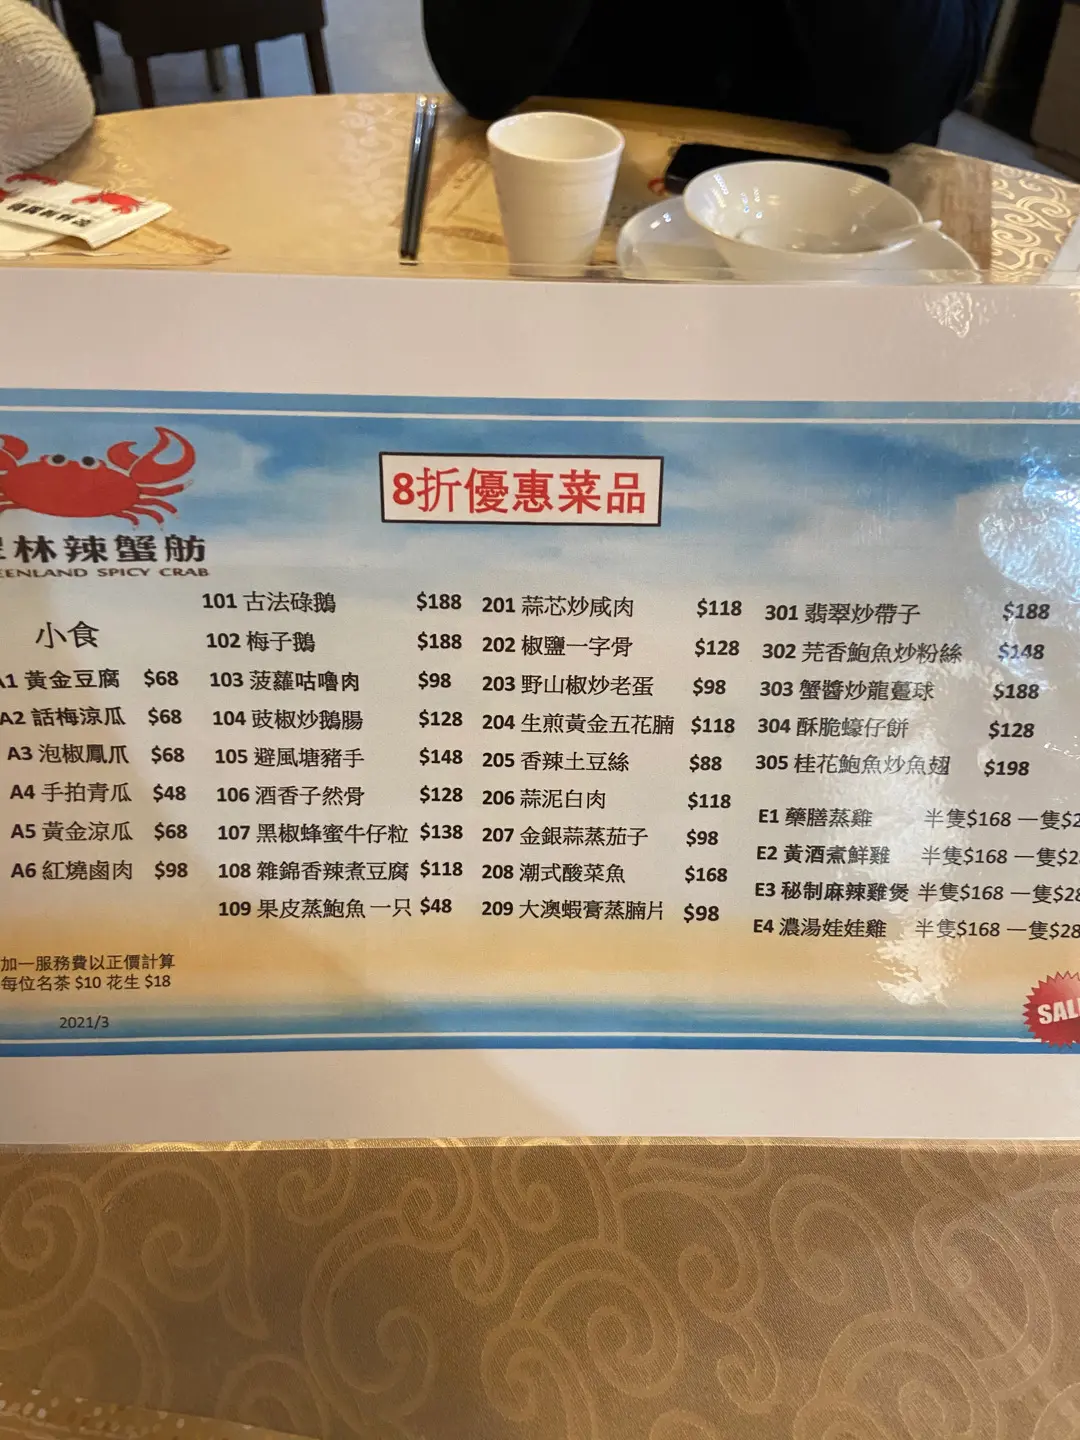 8折優惠菜品
林辣蟹舫
ENLAND SPICY CRAB
小食
A1 黃金豆腐 $68
A2 話梅涼瓜 $68
A3 泡椒鳳爪 $68
A4 手拍青瓜 $48
A5 黃金涼瓜 $68
A6 紅燒鹵肉 $98
101 古法碌鵝 $188
102 梅子鵝 $188
103 菠蘿咕嚕肉 $98
104 豉椒炒鵝腸 $128
105 避風塘豬手 $148
106 酒香子然骨 $128
107 黑椒蜂蜜牛仔粒 $138
108 雜錦香辣煮豆腐 $118
109 果皮蒸鮑魚一只 $48
201 蒜芯炒咸肉 $118
202 椒鹽一字骨 $128
203 野山椒炒老蛋 $98
204 生煎黃金五花腩 $118
205 香辣土豆絲 $88
206 蒜泥白肉 $118
207 金銀蒜蒸茄子 $98
208 潮式酸菜魚 $168
209 大澳蝦膏蒸腩片 $98
301 翡翠炒帶子 $188
302 芫香鮑魚炒粉絲 $148
303 蟹醬炒龍躉球 $188
304 酥脆蠔仔餅 $128
305 桂花鮑魚炒魚翅 $198
E1 藥膳蒸雞 半隻$168 一隻$2
E2 黃酒煮鮮雞 半隻$168 一隻$2
E3 秘制麻辣雞煲 半隻$168 一隻$28
E4 濃湯娃娃雞 半隻$168 一隻$28
加一服務費以正價計算
每位名茶 $10 花生 $18
2021/3
SAL